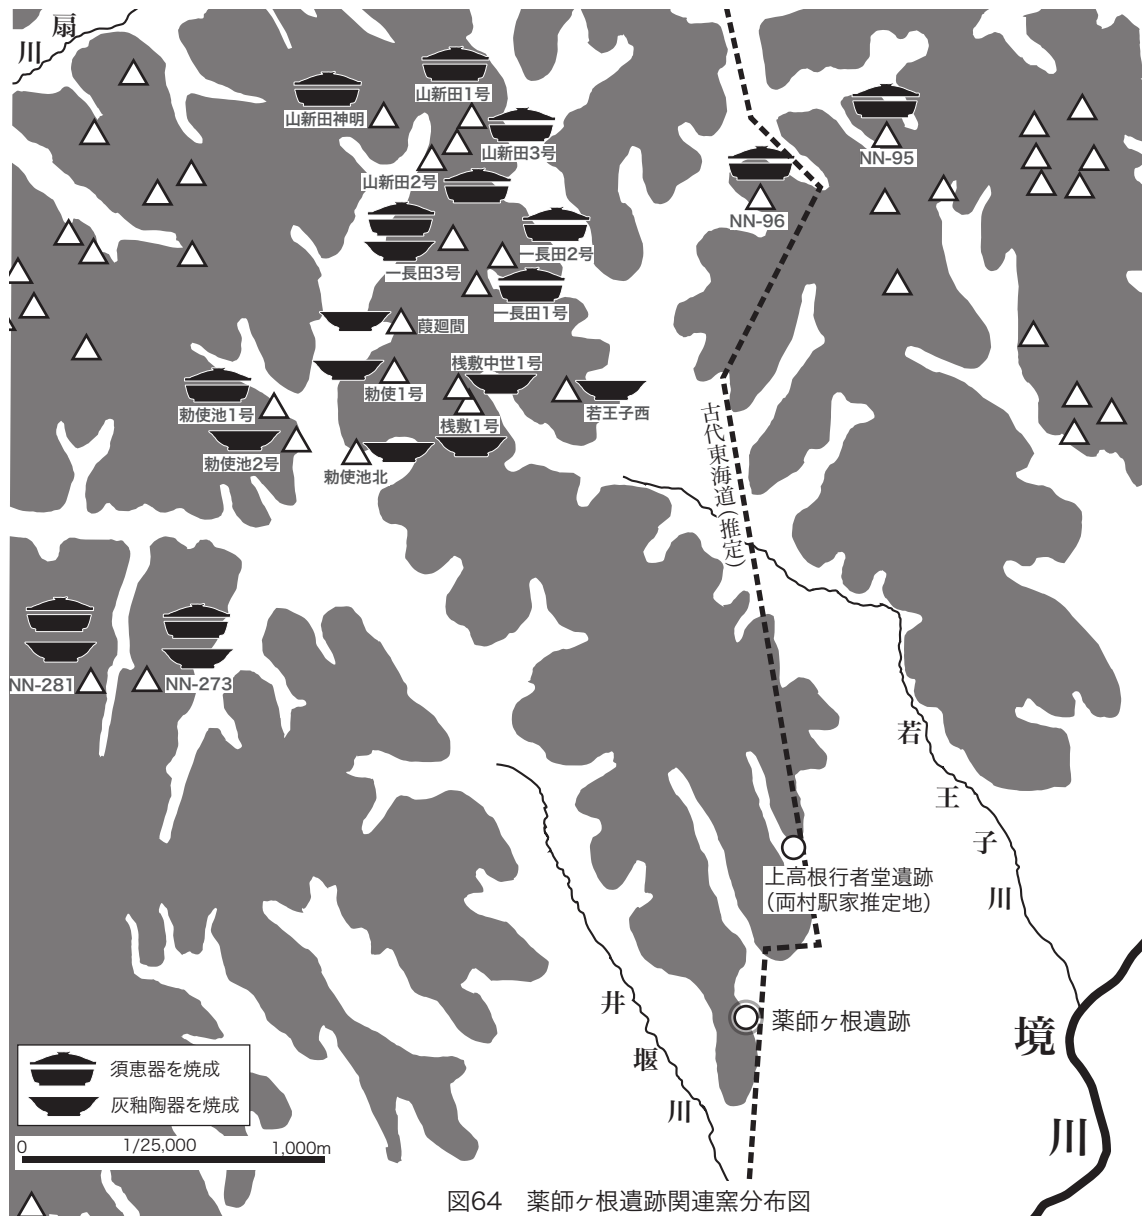 扇川
山新田1号
山新田神明
山新田3号
山新田2号
NN-95
NN-96
一長田2号
一長田3号
一長田1号
葭廻間
桟敷中世1号
勅使1号
若王子西
勅使池1号
桟敷1号
勅使池2号
勅使池北
古代東海道(推定)
NN-281
NN-273
若王子川
上高根行者堂遺跡
(両村駅家推定地)
井堰川
薬師ヶ根遺跡
境川
須恵器を焼成
灰釉陶器を焼成
0 1/25,000 1,000m
図64 薬師ヶ根遺跡関連窯分布図